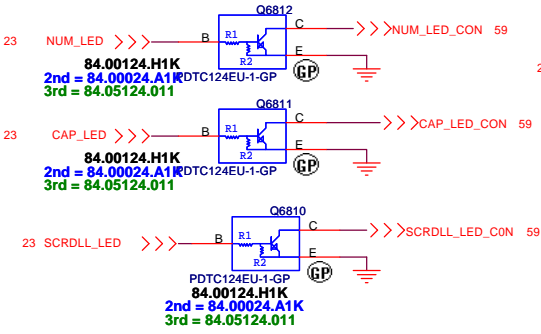 Q6812
C
23 NUM_LED B R1 NUM_LED_CON 59
E
R2
GP
84.00124.H1K
2nd = 84.00024.A1K PDTC124EU-1-GP
3rd = 84.05124.011
2
Q6811
C
23 CAP_LED B R1 CAP_LED_CON 59
E
R2
GP
84.00124.H1K
2nd = 84.00024.A1K PDTC124EU-1-GP
3rd = 84.05124.011
Q6810
C
23 SCRDLL_LED B R1 SCRDLL_LED_C0N 59
E
R2
GP
PDTC124EU-1-GP
84.00124.H1K
2nd = 84.00024.A1K
3rd = 84.05124.011